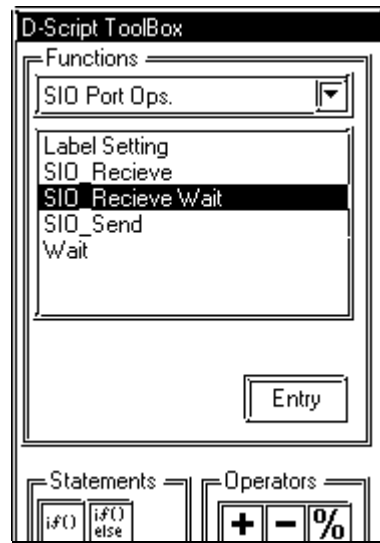 D-Script ToolBox
Functions
SIO Port Ops.
Label Setting
SIO_Recieve
SIO_Recieve Wait
SIO_Send
Wait
Entry
Statements Operators
if() if() else + - %